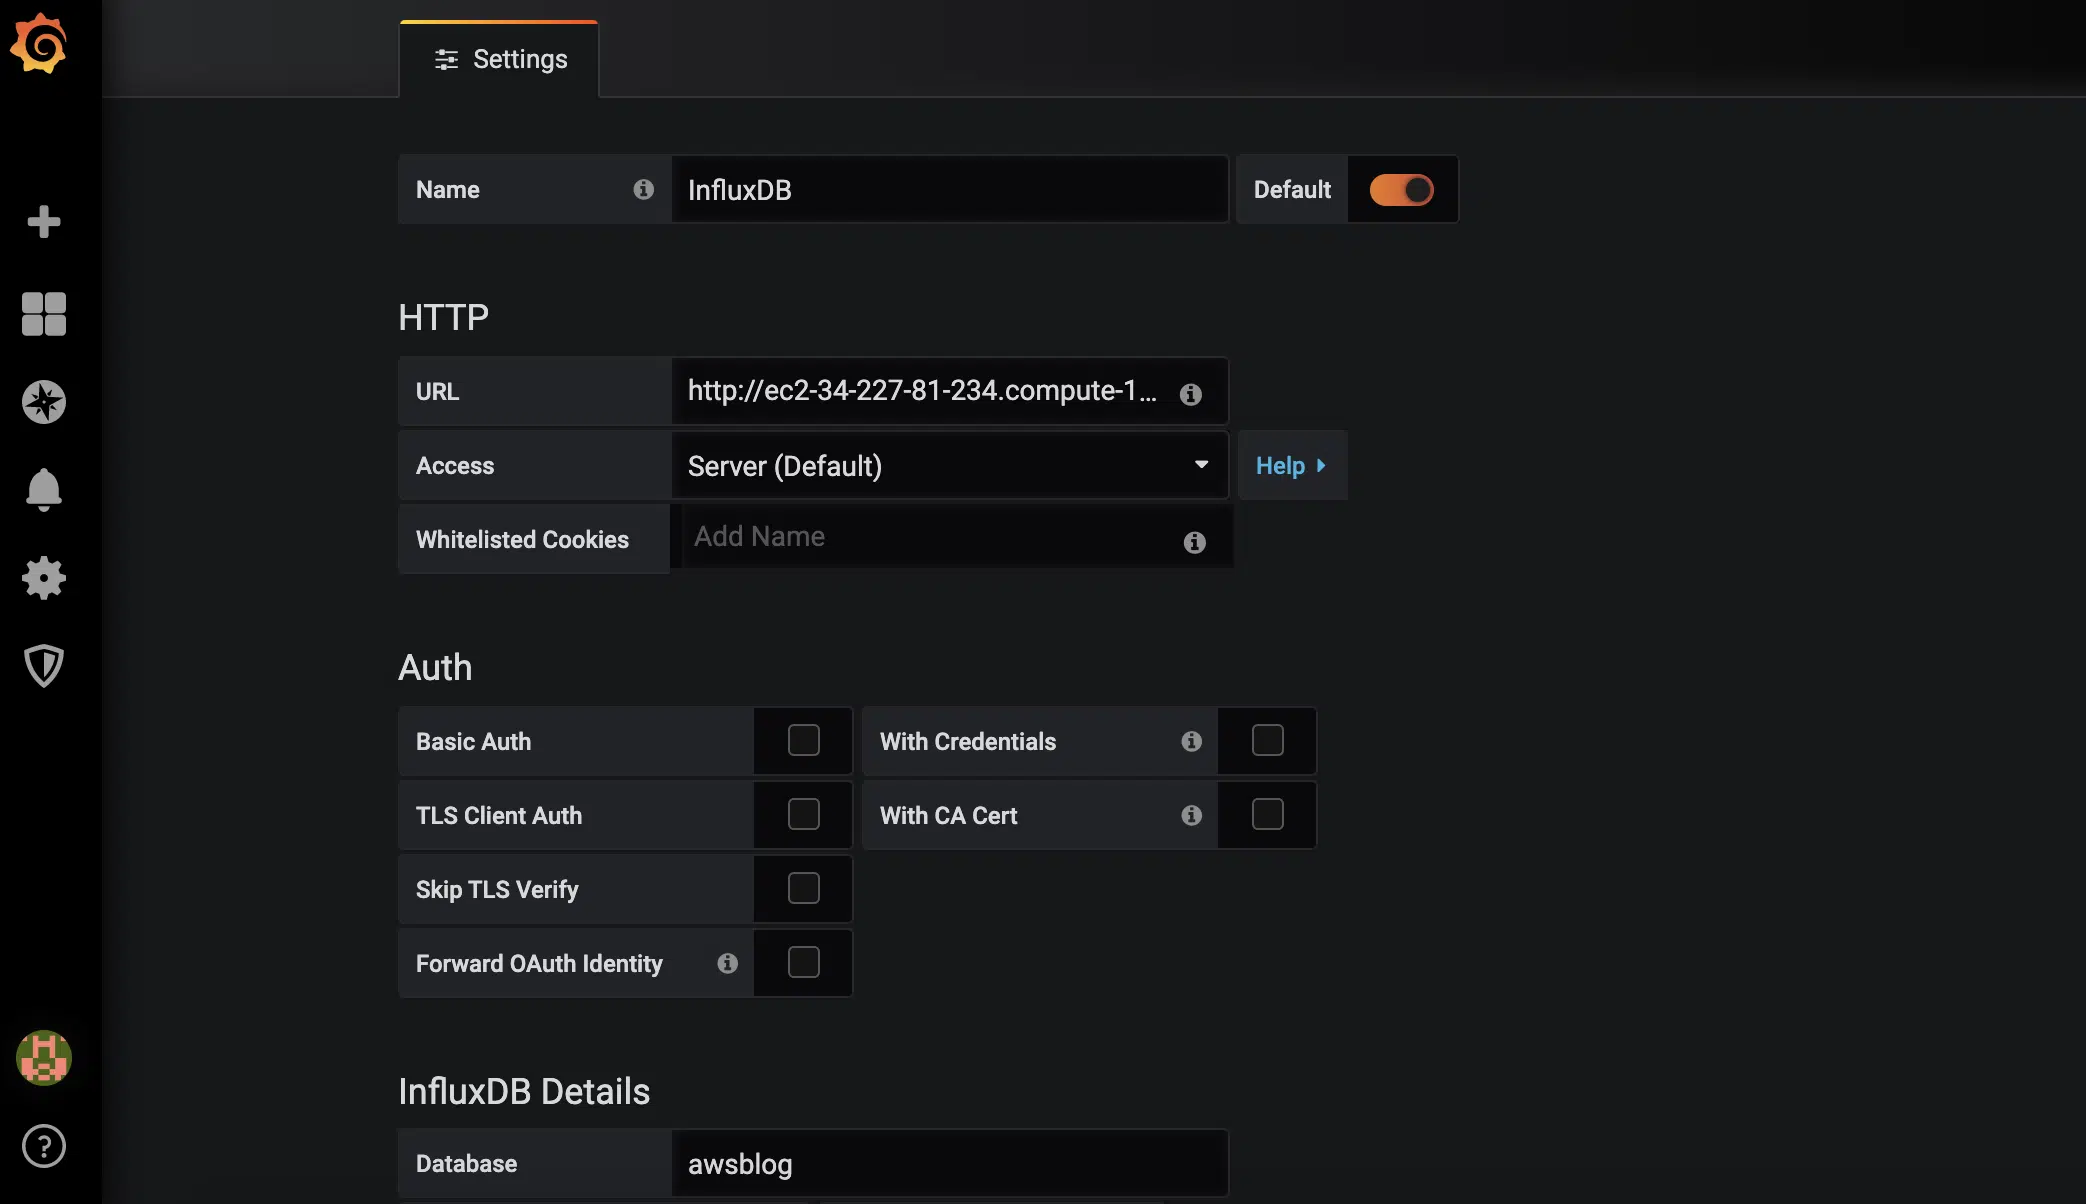 Settings
Name InfluxDB Default
HTTP
URL http://ec2-34-227-81-234.compute-1...
Access Server (Default) Help
Whitelisted Cookies Add Name
Auth
Basic Auth With Credentials
TLS Client Auth With CA Cert
Skip TLS Verify
Forward OAuth Identity
InfluxDB Details
Database awsblog